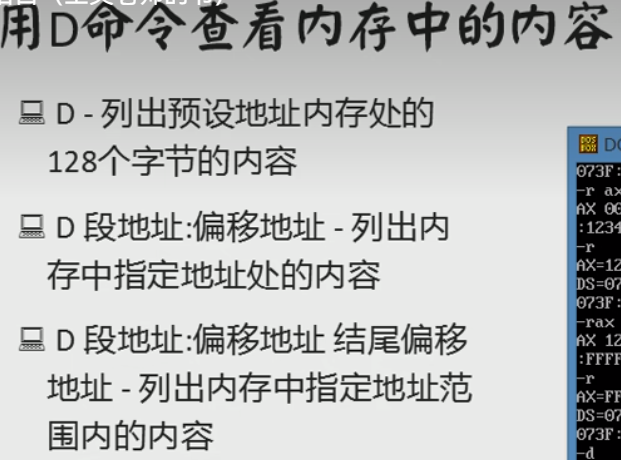 用D命令查看内存中的内容
D - 列出预设地址内存处的
128个字节的内容
D 段地址:偏移地址 - 列出内
存中指定地址处的内容
D 段地址:偏移地址 结尾偏移
地址 - 列出内存中指定地址范
围内的内容
DOS
BOX
073F:
-r ax
AX 00
:1234
-r
AX=12
DS=07
073F:
-rax
AX 12
:FFFF
-r
AX=FF
DS=07
073F:
-d